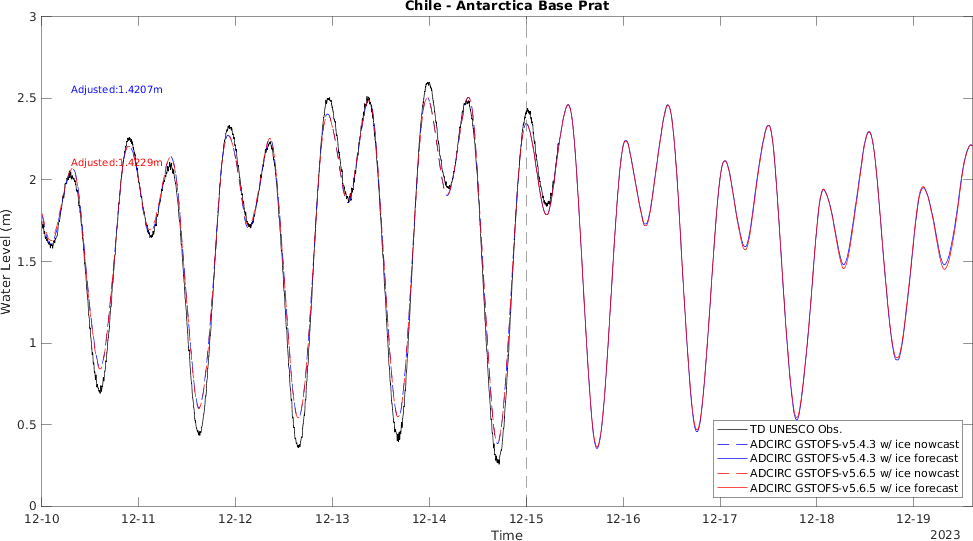 Chile - Antarctica Base Prat
3
2.5
2
1.5
1
0.5
0
Water Level (m)
Adjusted:1.4207m
Adjusted:1.4229m
TD UNESCO Obs.
ADCIRC GSTOFS-v5.4.3 w/ ice nowcast
ADCIRC GSTOFS-v5.4.3 w/ ice forecast
ADCIRC GSTOFS-v5.6.5 w/ ice nowcast
ADCIRC GSTOFS-v5.6.5 w/ ice forecast
12-10 12-11 12-12 12-13 12-14 12-15 12-16 12-17 12-18 12-19
Time
2023